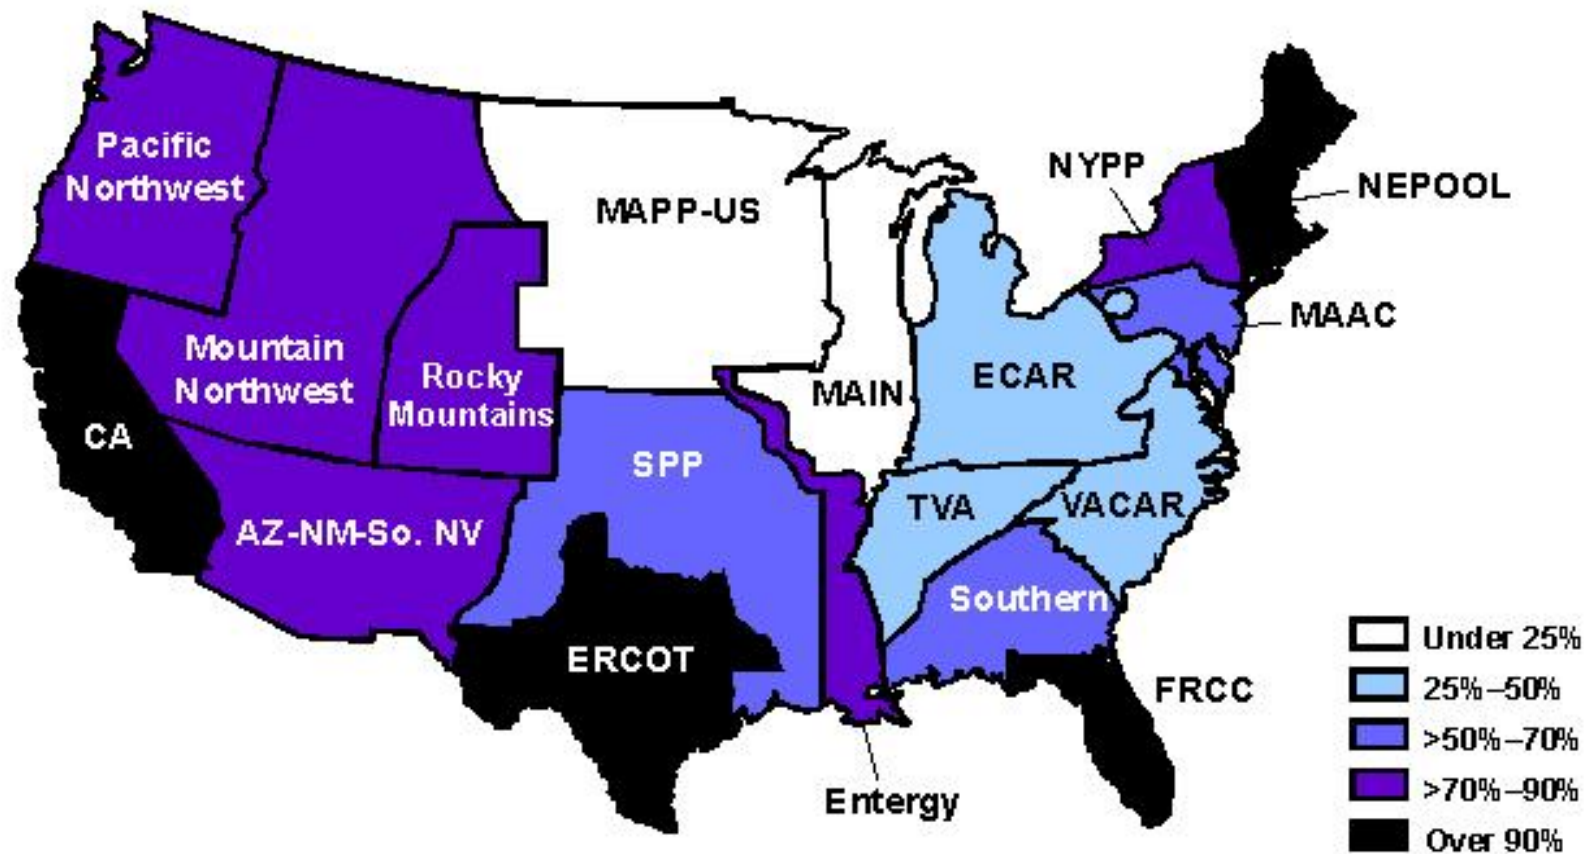 Pacific
Northwest
MAPP-US
NYPP
NEPOOL
MAAC
Mountain
Northwest
Rocky
Mountains
MAIN
ECAR
CA
SPP
TVA
VACAR
AZ-NM-So. NV
Southern
ERCOT
FRCC
Entergy
Under 25%
25%–50%
>50%–70%
>70%–90%
Over 90%